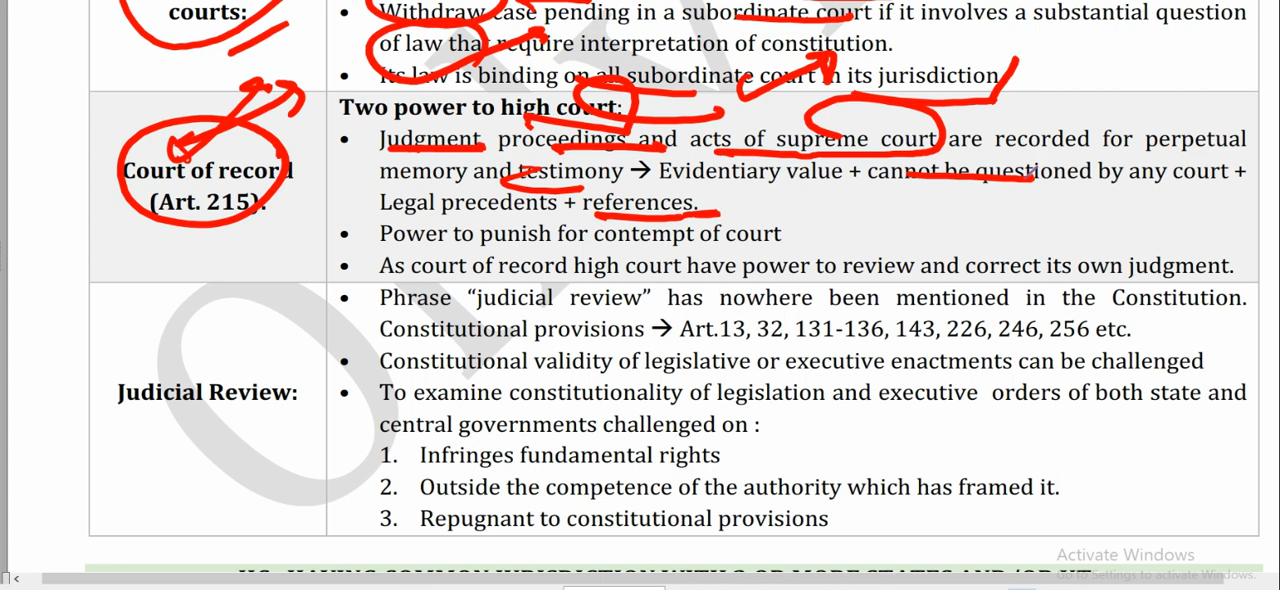 courts:
• Withdraw case pending in a subordinate court if it involves a substantial question
of law that require interpretation of constitution.
• Its law is binding on all subordinate court in its jurisdiction
Court of record
(Art. 215):
Two power to high court:
• Judgment, proceedings and acts of supreme court are recorded for perpetual
memory and testimony → Evidentiary value + cannot be questioned by any court +
Legal precedents + references.
• Power to punish for contempt of court
• As court of record high court have power to review and correct its own judgment.
Judicial Review:
• Phrase “judicial review” has nowhere been mentioned in the Constitution.
Constitutional provisions → Art.13, 32, 131-136, 143, 226, 246, 256 etc.
• Constitutional validity of legislative or executive enactments can be challenged
• To examine constitutionality of legislation and executive orders of both state and
central governments challenged on :
1. Infringes fundamental rights
2. Outside the competence of the authority which has framed it.
3. Repugnant to constitutional provisions
Activate Windows
Go to Settings to activate Windows.